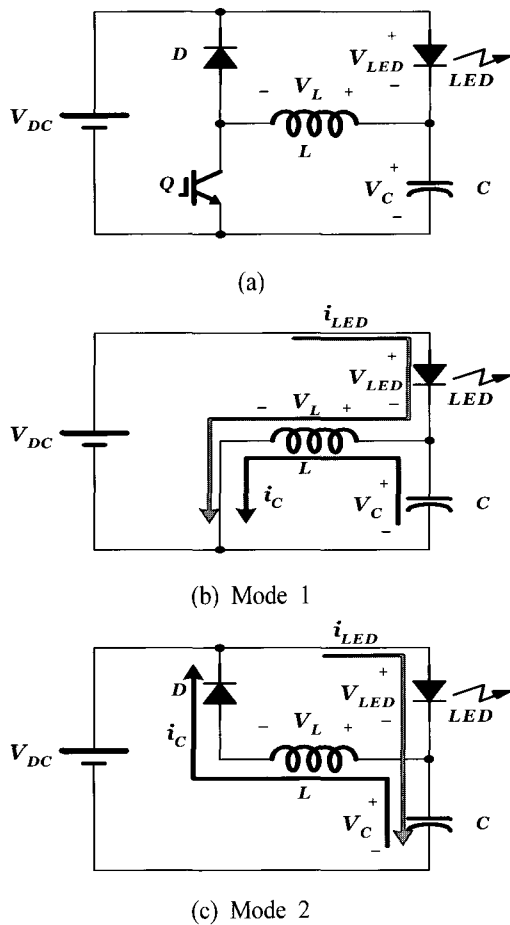 D
+
V_LED
LED
-
V_DC
- V_L +
L
Q
+
V_C
C
-
(a)
i_LED
+
V_LED
LED
-
V_DC
- V_L +
L
i_C
+
V_C
C
-
(b) Mode 1
i_LED
D
+
V_LED
LED
-
V_DC
i_C
- V_L +
L
+
V_C
C
-
(c) Mode 2